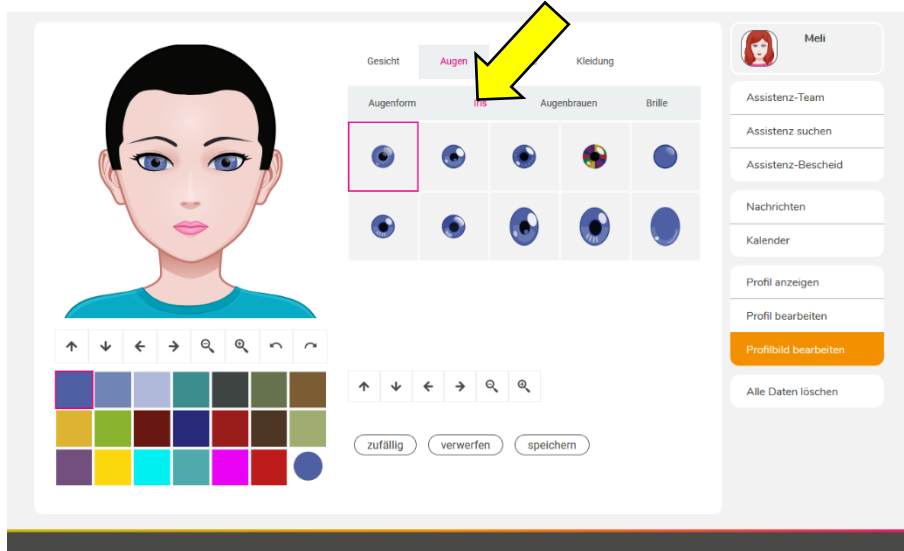 Gesicht Augen Kleidung
Augenform Iris Augenbrauen Brille
zufällig verwerfen speichern
Meli
Assistenz-Team
Assistenz suchen
Assistenz-Bescheid
Nachrichten
Kalender
Profil anzeigen
Profil bearbeiten
Profilbild bearbeiten
Alle Daten löschen